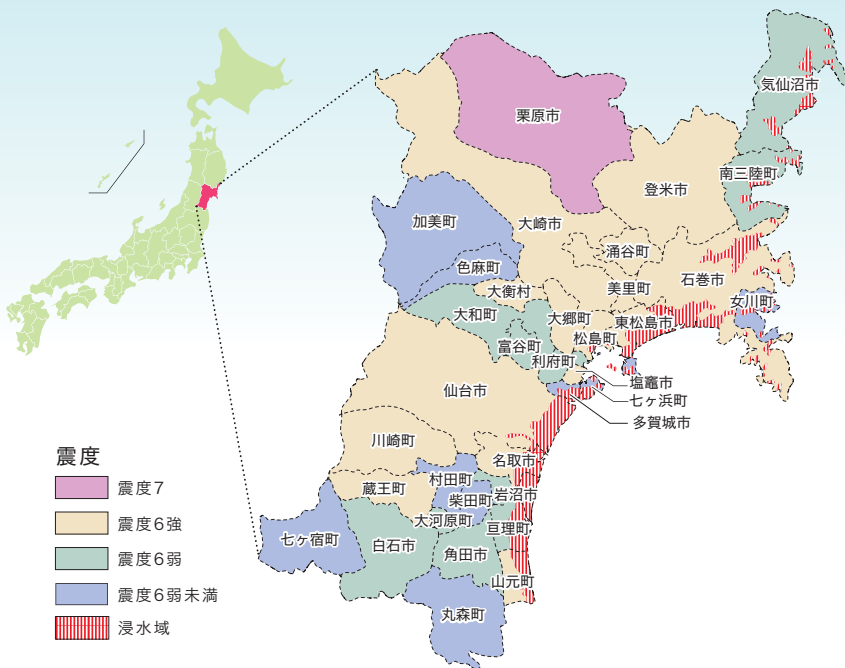 気仙沼市
栗原市
南三陸町
登米市
加美町
大崎市
涌谷町
色麻町
石巻市
大衡村
美里町
女川町
大和町
大郷町
東松島市
松島町
富谷町
利府町
塩竈市
仙台市
七ヶ浜町
多賀城市
川崎町
名取市
村田町
蔵王町
岩沼市
柴田町
大河原町
亘理町
七ヶ宿町
白石市
角田市
山元町
丸森町
震度
震度7
震度6強
震度6弱
震度6弱未満
浸水域